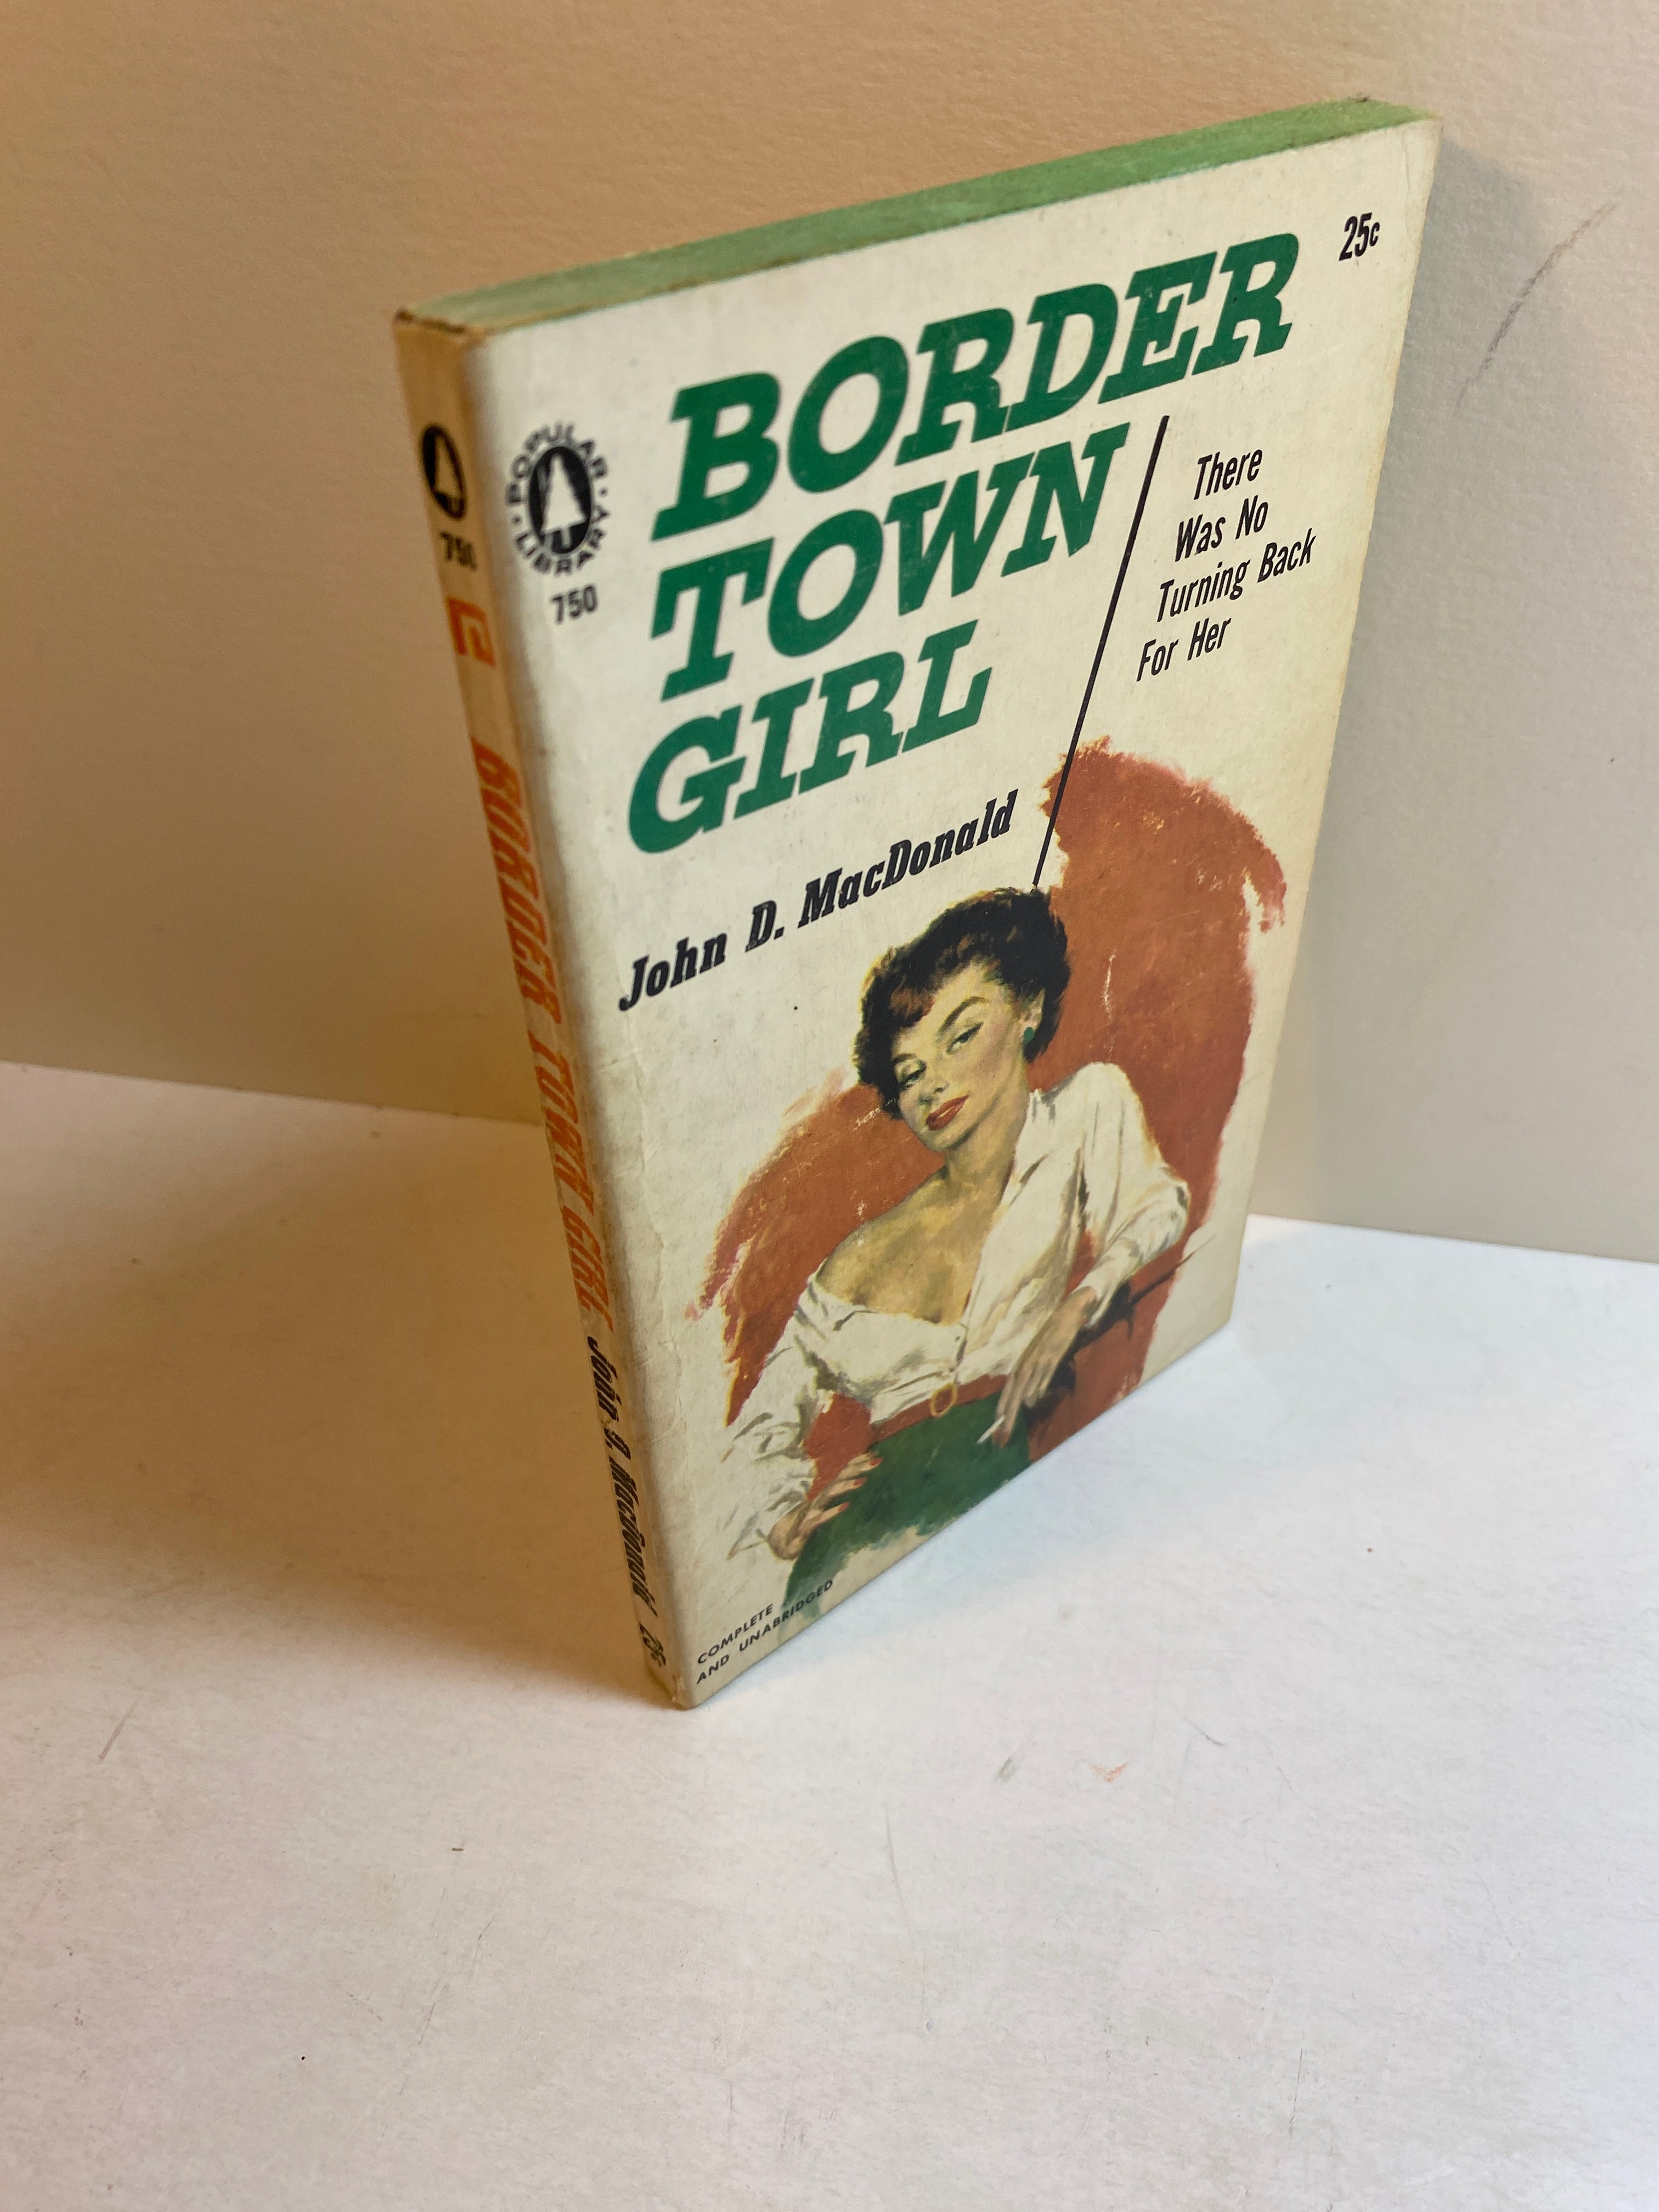 25c
BORDER
TOWN
GIRL
There
Was No
Turning Back
For Her
John D. MacDonald
POPULAR
LIBRARY
750
COMPLETE
AND UNABRIDGED
750
BORDER TOWN GIRL John D. MacDonald 25c